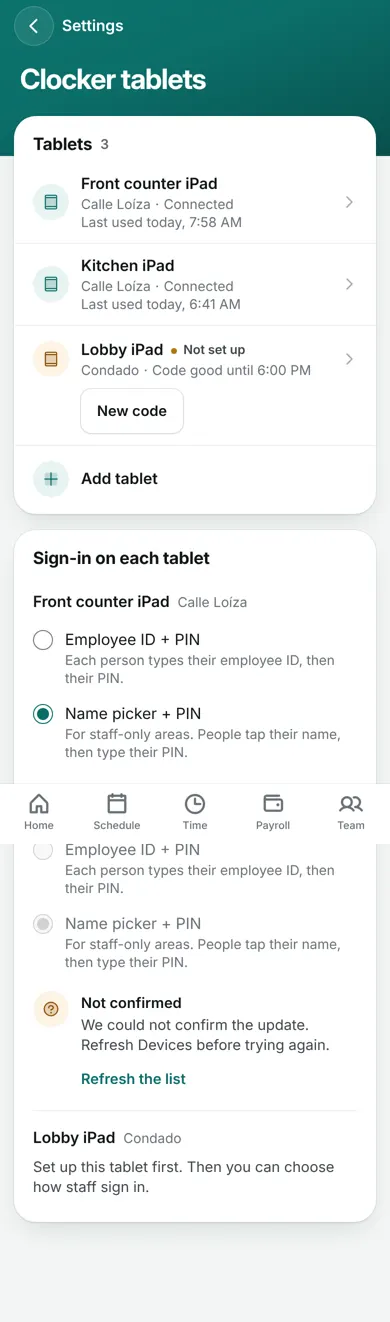 Settings
Clocker tablets
Tablets 3
Front counter iPad
Calle Loíza · Connected
Last used today, 7:58 AM
Kitchen iPad
Calle Loíza · Connected
Last used today, 6:41 AM
Lobby iPad • Not set up
Condado · Code good until 6:00 PM
New code
Add tablet
Sign-in on each tablet
Front counter iPad Calle Loíza
Employee ID + PIN
Each person types their employee ID, then
their PIN.
Name picker + PIN
For staff-only areas. People tap their name,
then type their PIN.
Home Schedule Time Payroll Team
Employee ID + PIN
Each person types their employee ID, then
their PIN.
Name picker + PIN
For staff-only areas. People tap their name,
then type their PIN.
Not confirmed
We could not confirm the update.
Refresh Devices before trying again.
Refresh the list
Lobby iPad Condado
Set up this tablet first. Then you can choose
how staff sign in.